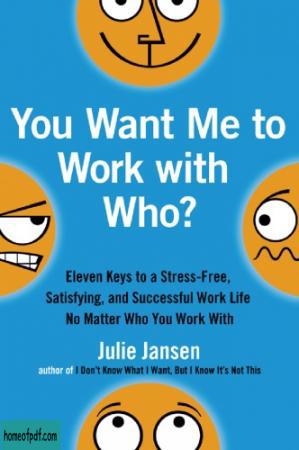 You Want Me to
Work with
Who?
Eleven Keys to a Stress-Free,
Satisfying, and Successful Work Life
No Matter Who You Work With
Julie Jansen
author of I Don't Know What I Want, But I Know It's Not This
homeofpdf.com